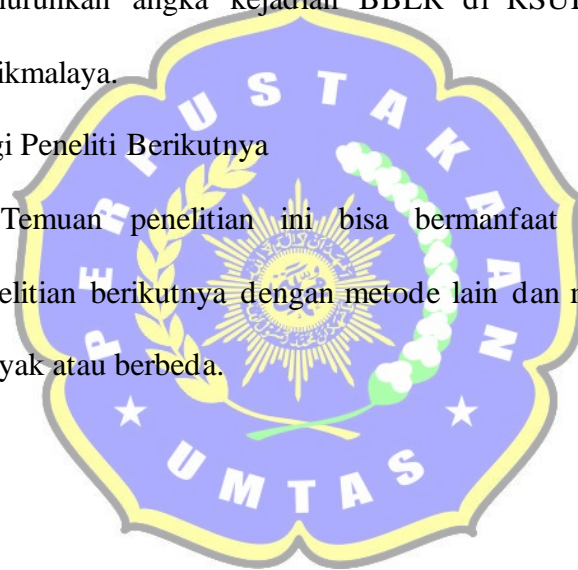 urunkan angka kejadian BBLR di RSU
ikmalaya.
gi Peneliti Berikutnya
Temuan penelitian ini bisa bermanfaat
elitian berikutnya dengan metode lain dan
yak atau berbeda.
PERPUSTAKAAN
UMTAS